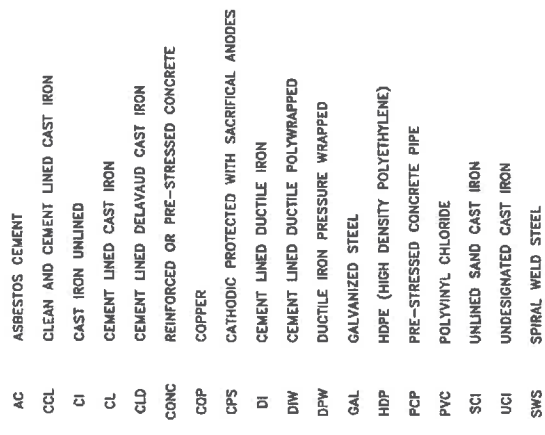 AC ASBESTOS CEMENT
CCL CLEAN AND CEMENT LINED CAST IRON
CI CAST IRON UNLINED
CL CEMENT LINED CAST IRON
CLD CEMENT LINED DELAVAUD CAST IRON
CONC REINFORCED OR PRE-STRESSED CONCRETE
COP COPPER
CPS CATHODIC PROTECTED WITH SACRIFICAL ANODES
DI CEMENT LINED DUCTILE IRON
DIW CEMENT LINED DUCTILE POLYWRAPPED
DPW DUCTILE IRON PRESSURE WRAPPED
GAL GALVANIZED STEEL
HDP HDPE (HIGH DENSITY POLYETHYLENE)
PCP PRE-STRESSED CONCRETE PIPE
PVC POLYVINYL CHLORIDE
SCI UNLINED SAND CAST IRON
UCI UNDESIGNATED CAST IRON
SWS SPIRAL WELD STEEL